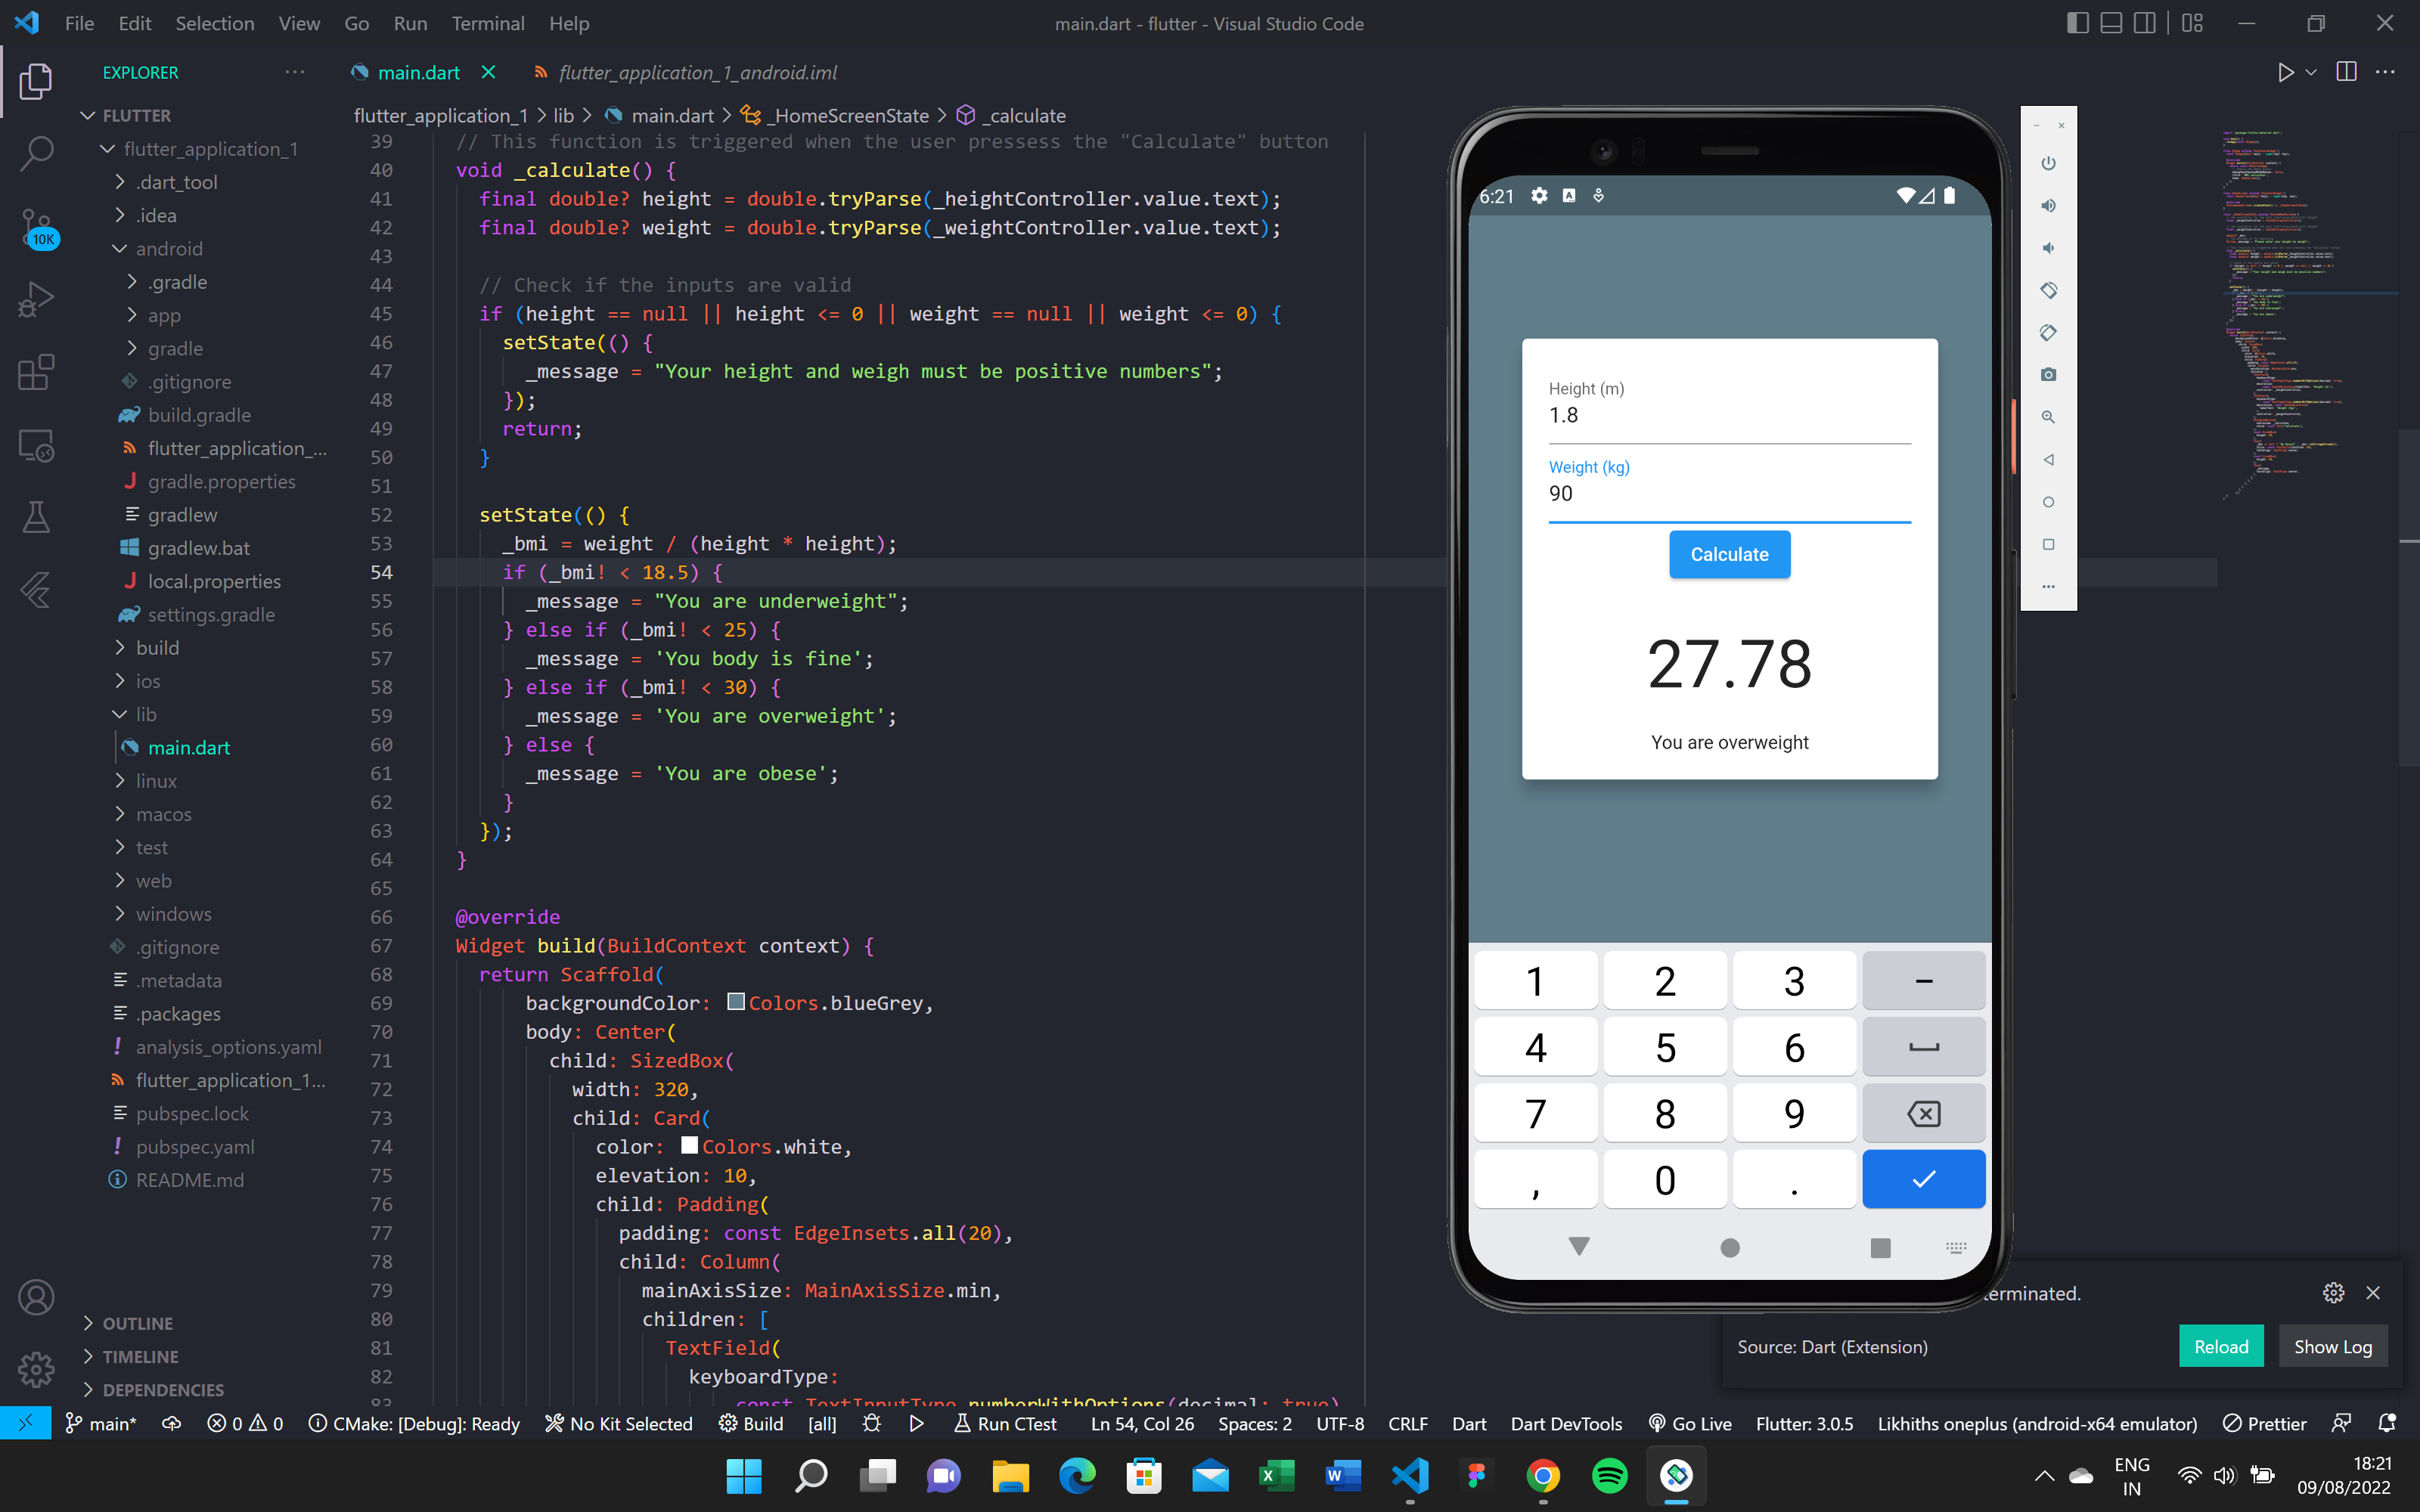 File Edit Selection View Go Run Terminal Help
main.dart - flutter - Visual Studio Code
EXPLORER
main.dart
flutter_application_1_android.iml
FLUTTER
flutter_application_1 > lib > main.dart > _HomeScreenState > _calculate
flutter_application_1
.dart_tool
.idea
android
.gradle
app
gradle
.gitignore
build.gradle
flutter_application_...
gradle.properties
gradlew
gradlew.bat
local.properties
settings.gradle
build
ios
lib
main.dart
linux
macos
test
web
windows
.gitignore
.metadata
.packages
analysis_options.yaml
flutter_application_1...
pubspec.lock
pubspec.yaml
README.md
OUTLINE
TIMELINE
DEPENDENCIES
10K
39 // This function is triggered when the user pressess the "Calculate" button
40 void _calculate() {
41 final double? height = double.tryParse(_heightController.value.text);
42 final double? weight = double.tryParse(_weightController.value.text);
43
44 // Check if the inputs are valid
45 if (height == null || height <= 0 || weight == null || weight <= 0) {
46 setState(() {
47 _message = "Your height and weigh must be positive numbers";
48 });
49 return;
50 }
51
52 setState(() {
53 _bmi = weight / (height * height);
54 if (_bmi! < 18.5) {
55 _message = "You are underweight";
56 } else if (_bmi! < 25) {
57 _message = 'You body is fine';
58 } else if (_bmi! < 30) {
59 _message = 'You are overweight';
60 } else {
61 _message = 'You are obese';
62 }
63 });
64 }
65
66 @override
67 Widget build(BuildContext context) {
68 return Scaffold(
69 backgroundColor: Colors.blueGrey,
70 body: Center(
71 child: SizedBox(
72 width: 320,
73 child: Card(
74 color: Colors.white,
75 elevation: 10,
76 child: Padding(
77 padding: const EdgeInsets.all(20),
78 child: Column(
79 mainAxisSize: MainAxisSize.min,
80 children: [
81 TextField(
82 keyboardType:
83 const TextInputType.numberWithOptions(decimal: true)
6:21
Height (m)
1.8
Weight (kg)
90
Calculate
27.78
You are overweight
1 2 3 -
4 5 6
7 8 9
, 0 .
terminated.
Source: Dart (Extension)
Reload
Show Log
main* 0 0 CMake: [Debug]: Ready No Kit Selected Build [all] Run CTest Ln 54, Col 26 Spaces: 2 UTF-8 CRLF Dart Dart DevTools Go Live Flutter: 3.0.5 Likhiths oneplus (android-x64 emulator) Prettier
ENG
IN
18:21
09/08/2022